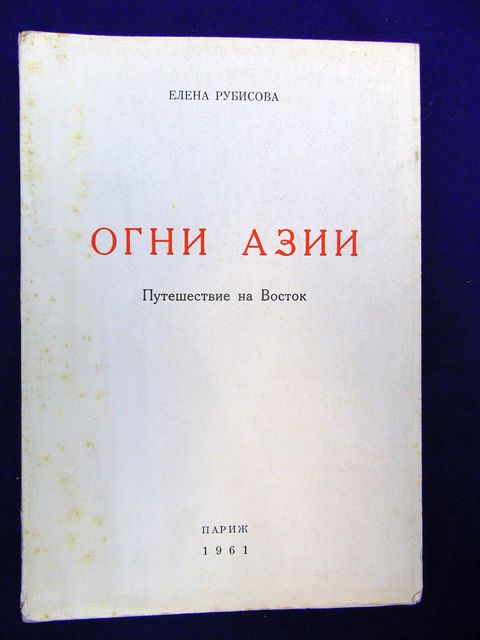 ЕЛЕНА РУБИСОВА
ОГНИ АЗИИ
Путешествие на Восток
ПАРИЖ
1961